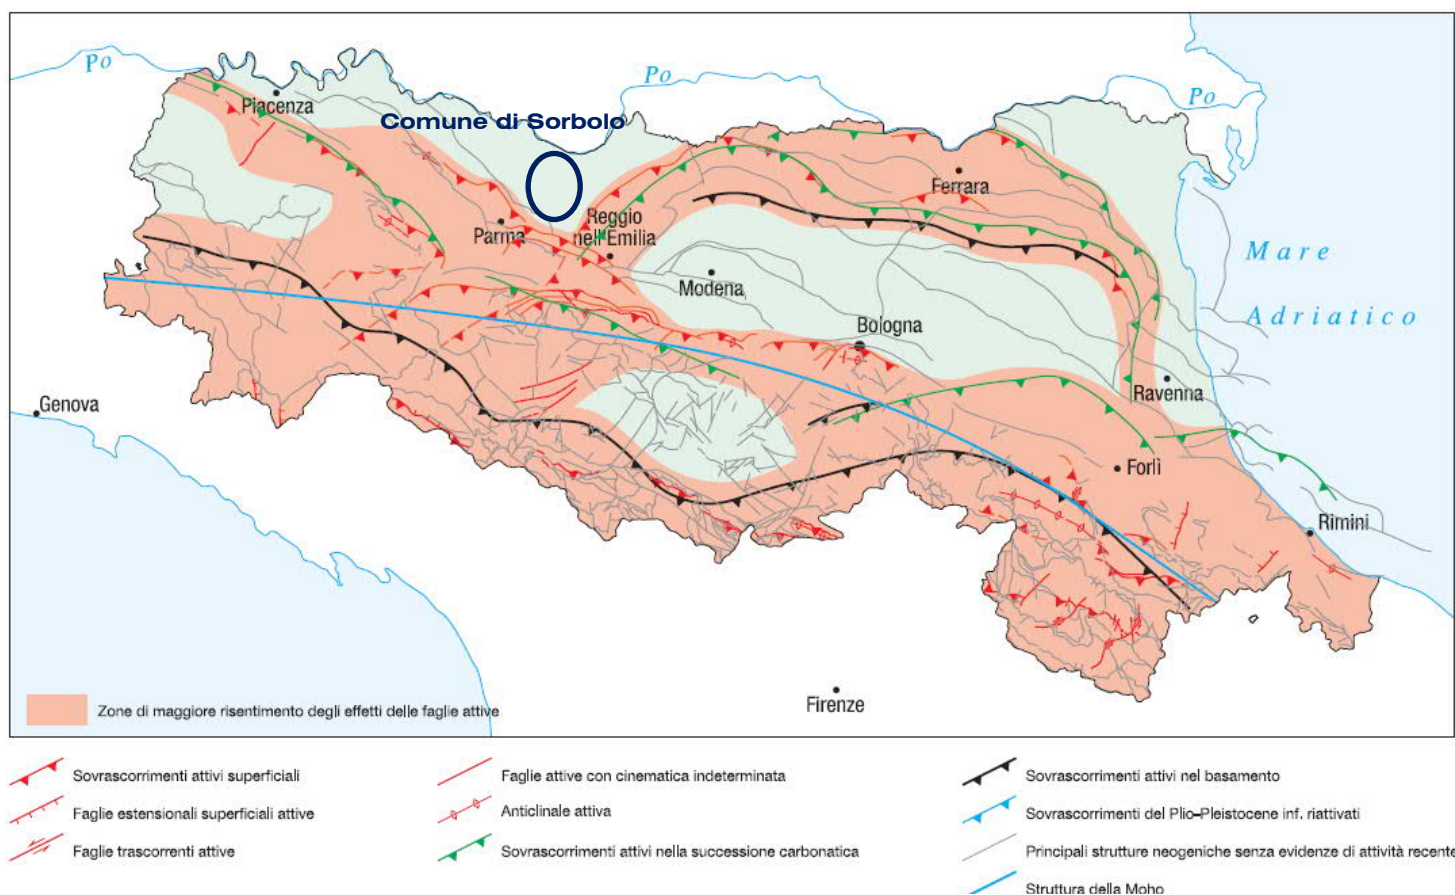 Po
Piacenza
Comune di Sorbolo
Po
Po
Ferrara
Parma
Reggio
nell'Emilia
Modena
Mare
Adriatico
Bologna
Ravenna
Genova
Forlì
Rimini
Firenze
Zone di maggiore risentimento degli effetti delle faglie attive
Sovrascorrimenti attivi superficiali
Faglie estensionali superficiali attive
Faglie trascorrenti attive
Faglie attive con cinematica indeterminata
Anticlinale attiva
Sovrascorrimenti attivi nella successione carbonatica
Sovrascorrimenti attivi nel basamento
Sovrascorrimenti del Plio-Pleistocene inf. riattivati
Principali strutture neogeniche senza evidenze di attività recente
Struttura della Moho